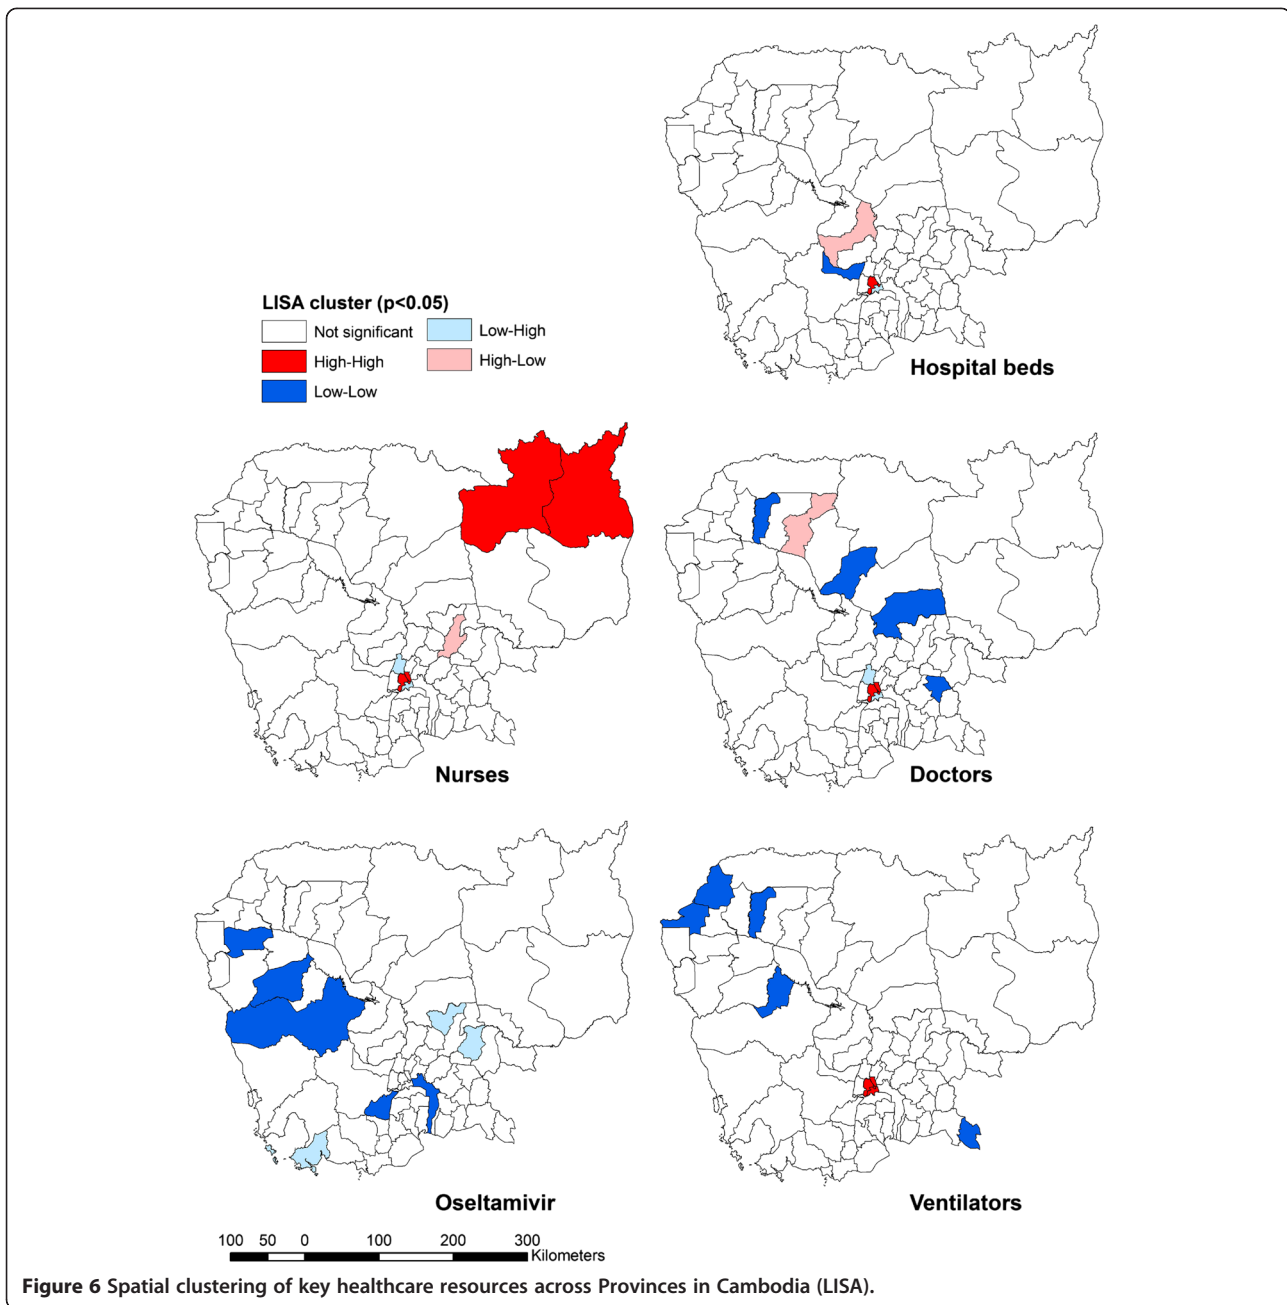 Hospital beds
LISA cluster (p<0.05)
Not significant
Low-High
High-High
High-Low
Low-Low
Nurses
Doctors
Oseltamivir
Ventilators
100 50 0 100 200 300
Kilometers
Figure 6 Spatial clustering of key healthcare resources across Provinces in Cambodia (LISA).